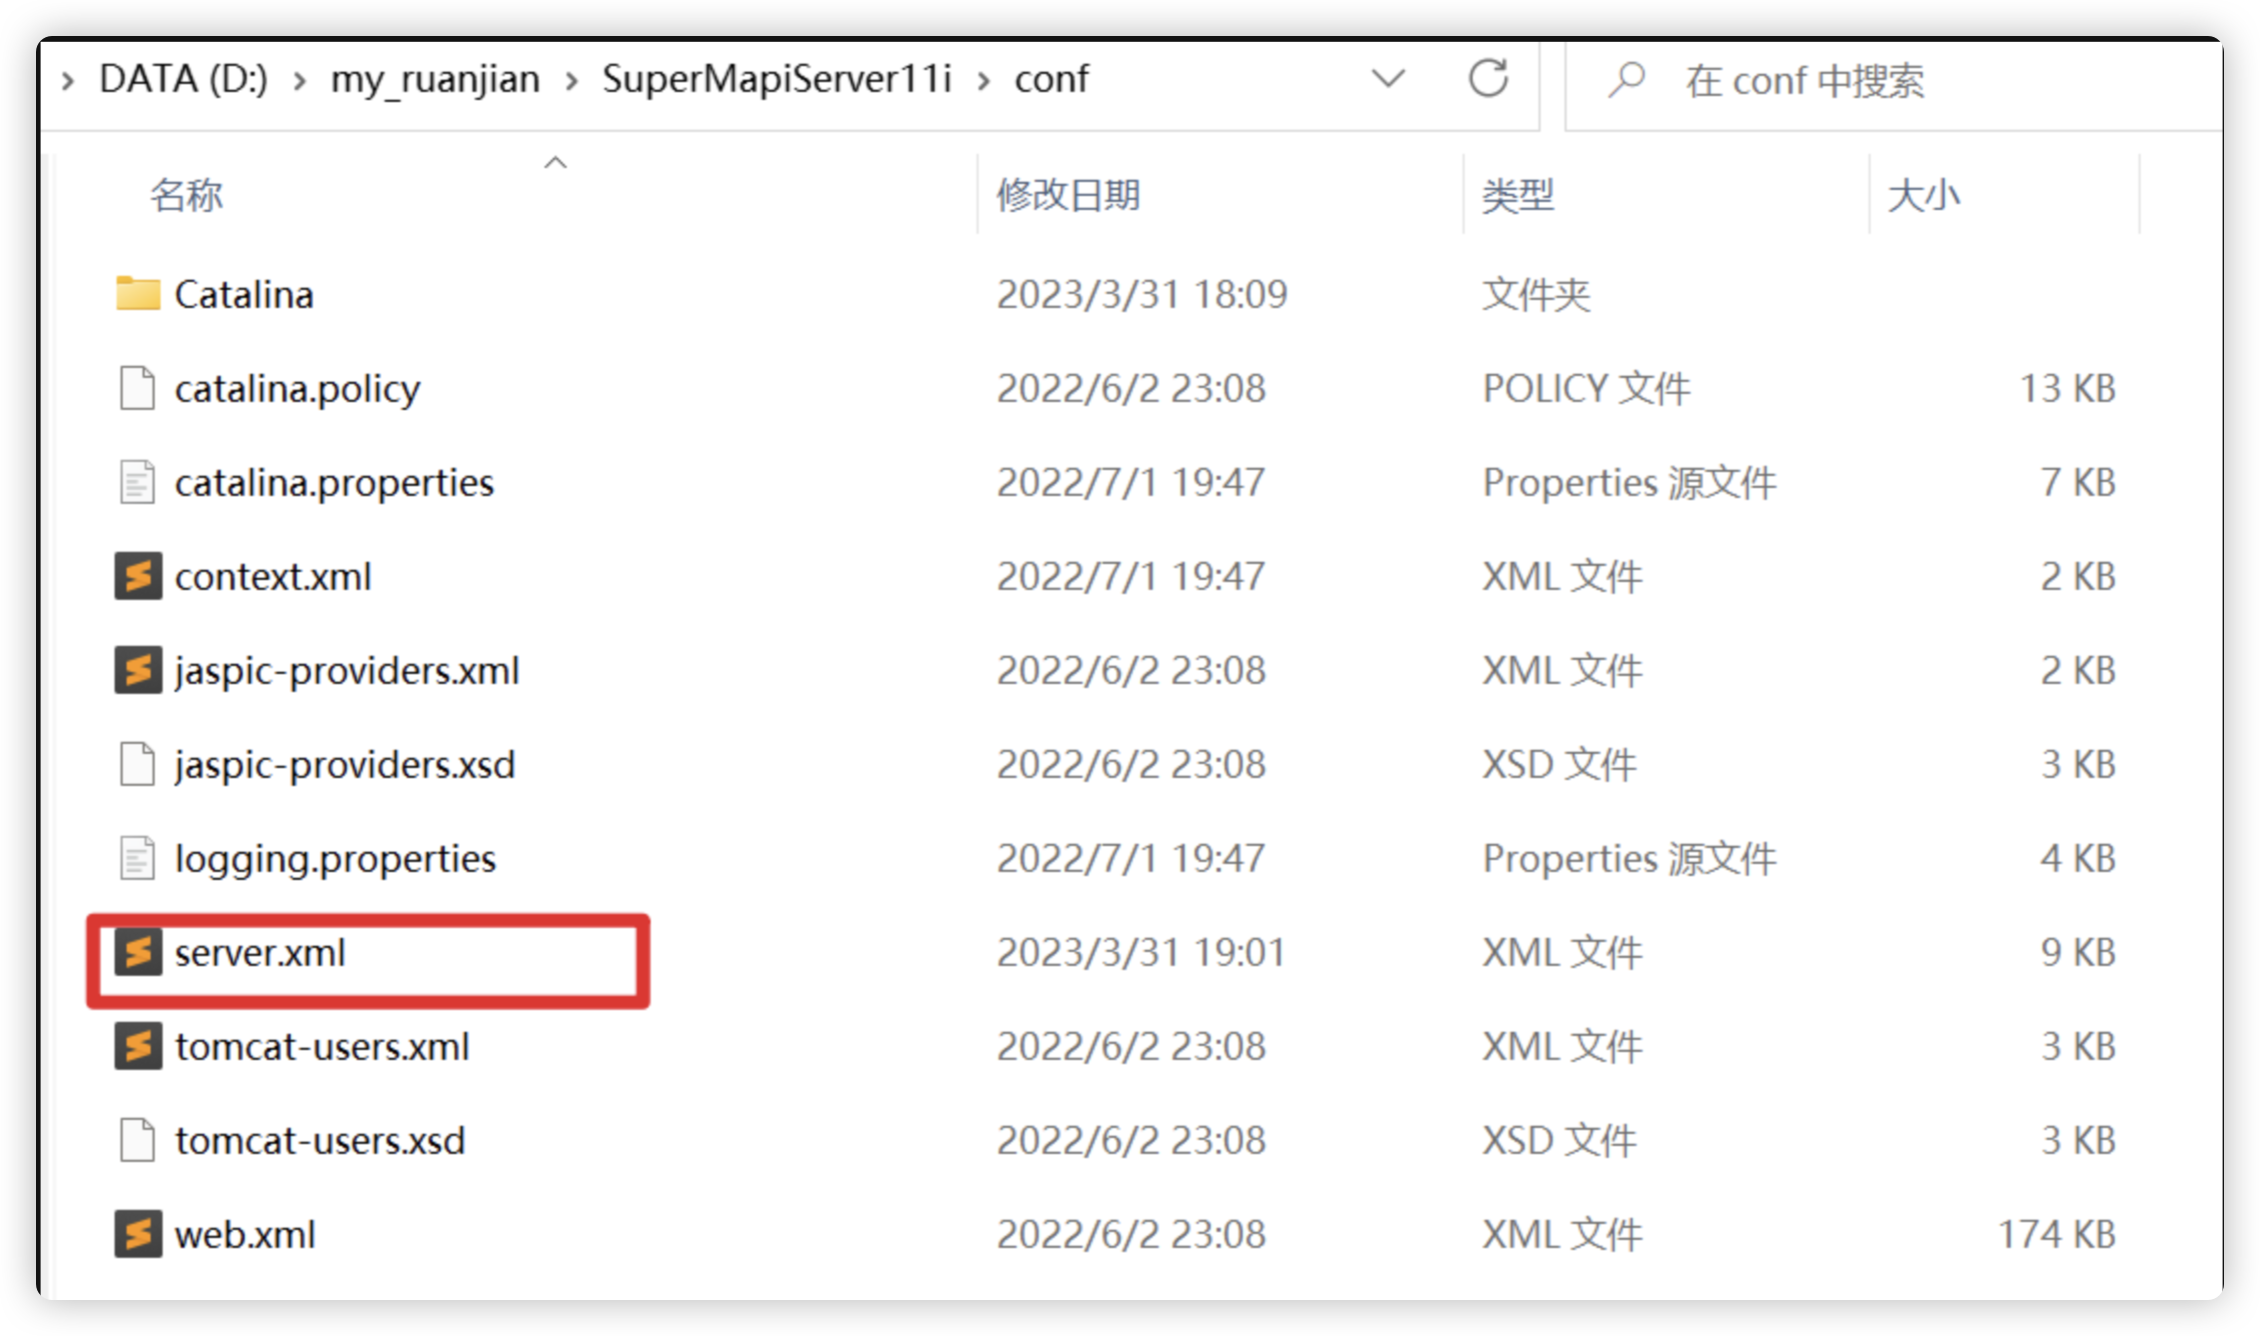 › DATA (D:) › my_ruanjian › SuperMapiServer11i › conf 在 conf 中搜索
名称 修改日期 类型 大小
Catalina 2023/3/31 18:09 文件夹
catalina.policy 2022/6/2 23:08 POLICY 文件 13 KB
catalina.properties 2022/7/1 19:47 Properties 源文件 7 KB
context.xml 2022/7/1 19:47 XML 文件 2 KB
jaspic-providers.xml 2022/6/2 23:08 XML 文件 2 KB
jaspic-providers.xsd 2022/6/2 23:08 XSD 文件 3 KB
logging.properties 2022/7/1 19:47 Properties 源文件 4 KB
server.xml 2023/3/31 19:01 XML 文件 9 KB
tomcat-users.xml 2022/6/2 23:08 XML 文件 3 KB
tomcat-users.xsd 2022/6/2 23:08 XSD 文件 3 KB
web.xml 2022/6/2 23:08 XML 文件 174 KB